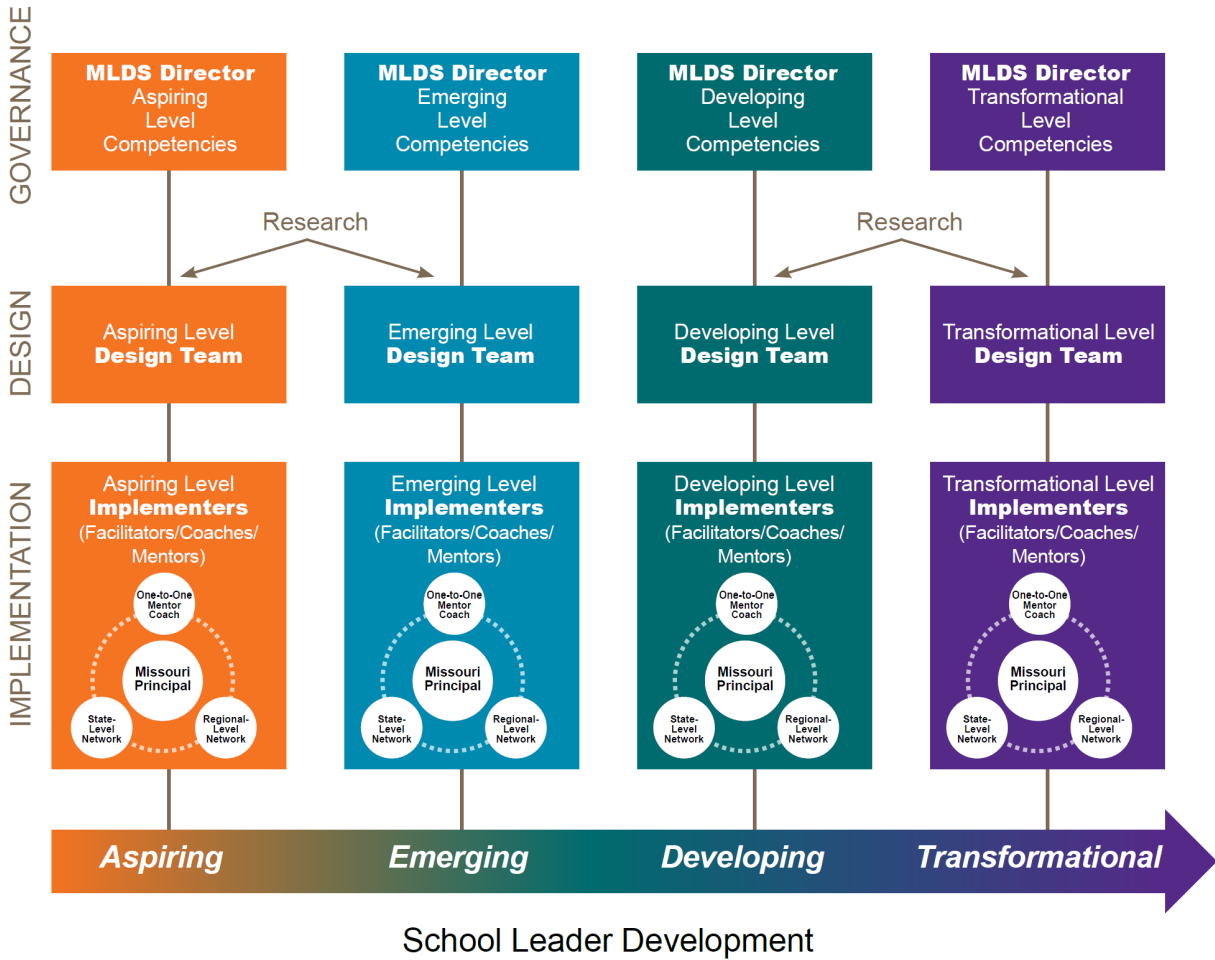 GOVERNANCE
MLDS Director
Aspiring
Level
Competencies
MLDS Director
Emerging
Level
Competencies
MLDS Director
Developing
Level
Competencies
MLDS Director
Transformational
Level
Competencies
Research
Research
DESIGN
Aspiring Level
Design Team
Emerging Level
Design Team
Developing Level
Design Team
Transformational Level
Design Team
IMPLEMENTATION
Aspiring Level
Implementers
(Facilitators/Coaches/
Mentors)
One-to-One
Mentor
Coach
Missouri
Principal
State-
Level
Network
Regional-
Level
Network
Emerging Level
Implementers
(Facilitators/Coaches/
Mentors)
One-to-One
Mentor
Coach
Missouri
Principal
State-
Level
Network
Regional-
Level
Network
Developing Level
Implementers
(Facilitators/Coaches/
Mentors)
One-to-One
Mentor
Coach
Missouri
Principal
State-
Level
Network
Regional-
Level
Network
Transformational Level
Implementers
(Facilitators/Coaches/
Mentors)
One-to-One
Mentor
Coach
Missouri
Principal
State-
Level
Network
Regional-
Level
Network
Aspiring
Emerging
Developing
Transformational
School Leader Development